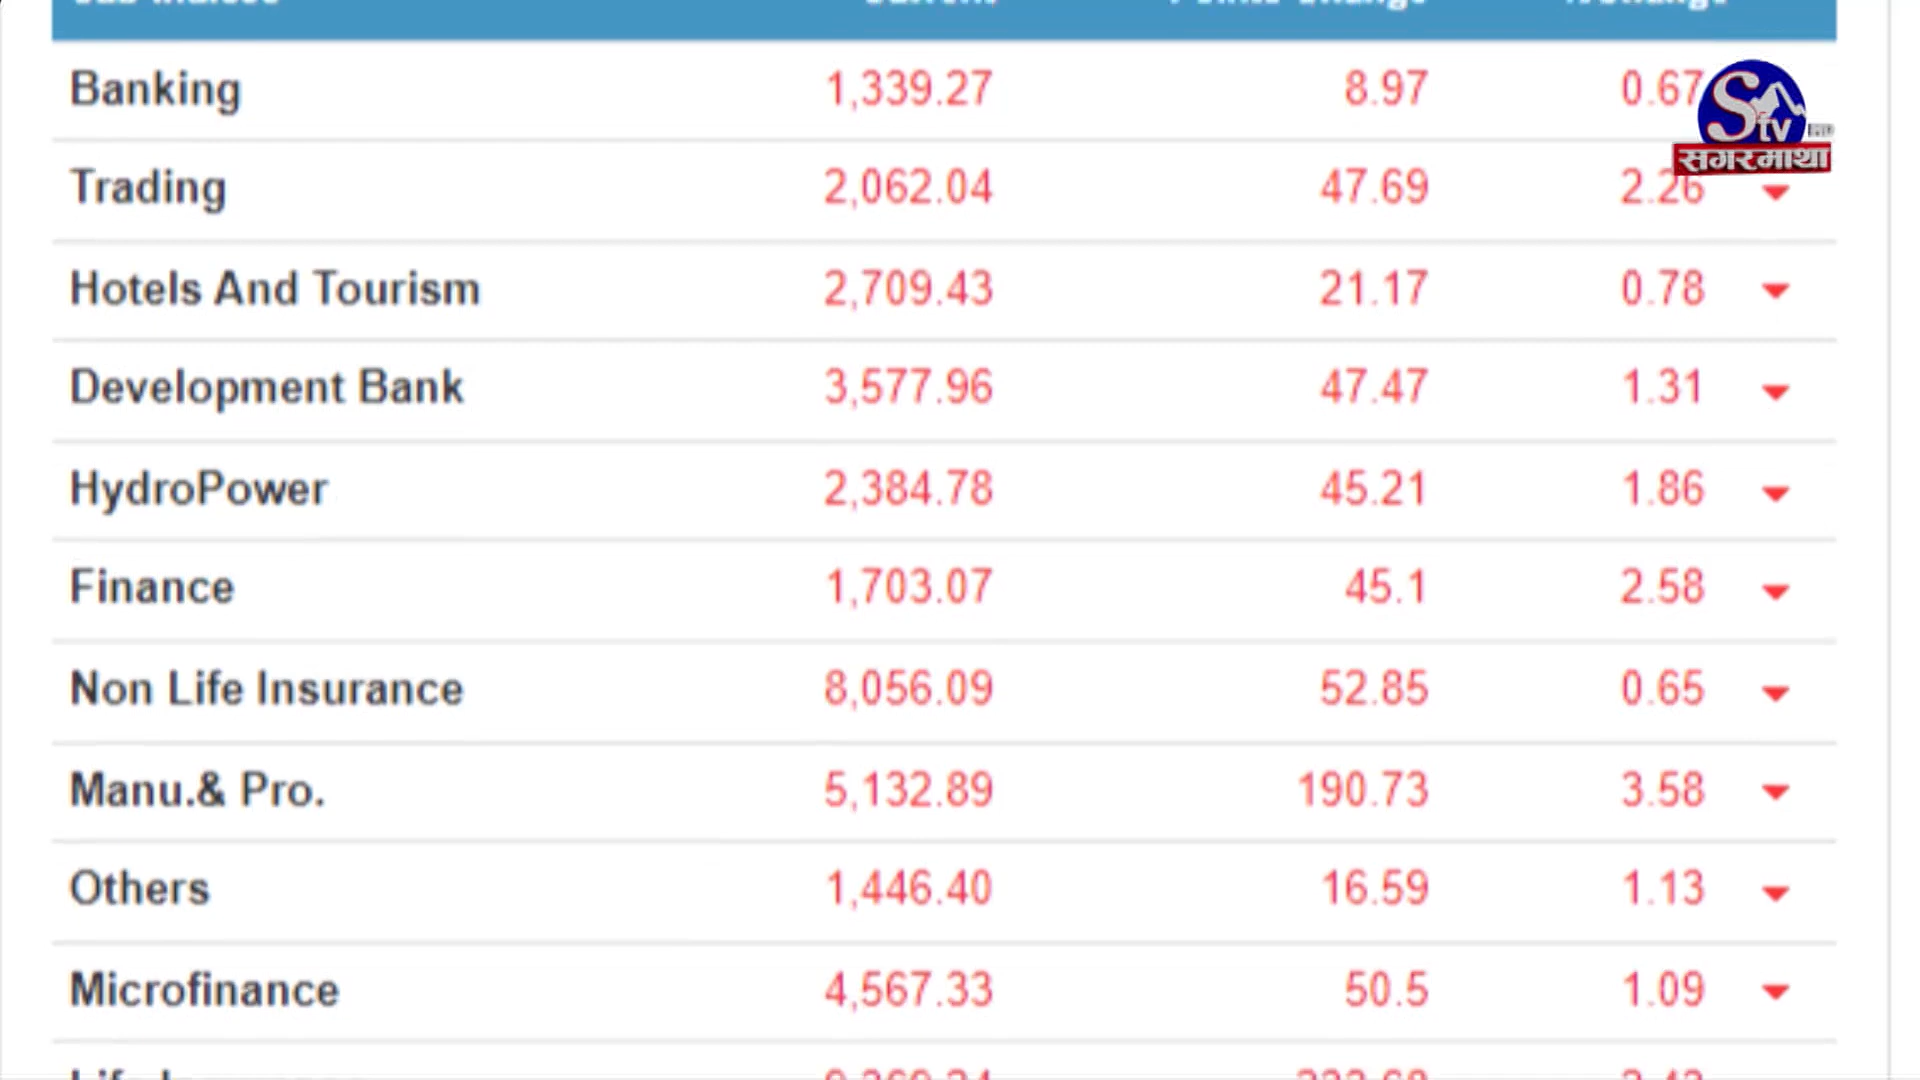 Banking 1,339.27 8.97 0.67
Trading 2,062.04 47.69 2.26
Hotels And Tourism 2,709.43 21.17 0.78
Development Bank 3,577.96 47.47 1.31
HydroPower 2,384.78 45.21 1.86
Finance 1,703.07 45.1 2.58
Non Life Insurance 8,056.09 52.85 0.65
Manu.& Pro. 5,132.89 190.73 3.58
Others 1,446.40 16.59 1.13
Microfinance 4,567.33 50.5 1.09
Stv HD
सगरमाथा